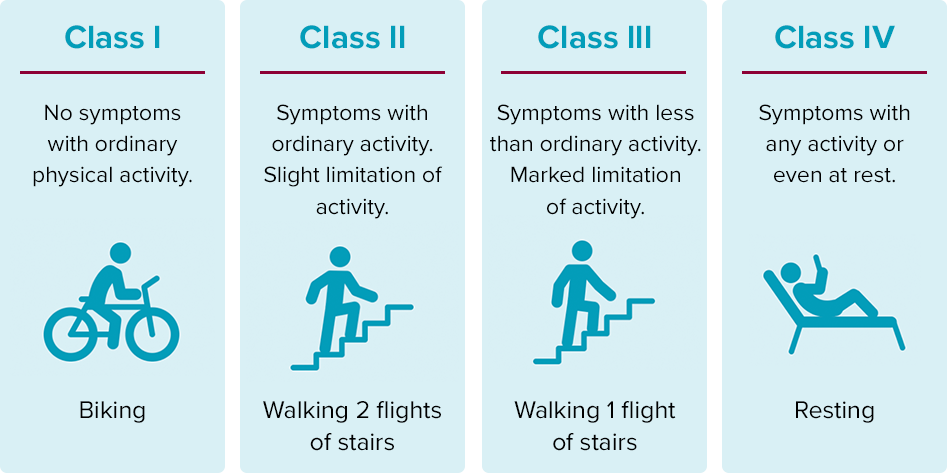 Class I
No symptoms
with ordinary
physical activity.
Biking
Class II
Symptoms with
ordinary activity.
Slight limitation of
activity.
Walking 2 flights
of stairs
Class III
Symptoms with less
than ordinary activity.
Marked limitation
of activity.
Walking 1 flight
of stairs
Class IV
Symptoms with
any activity or
even at rest.
Resting